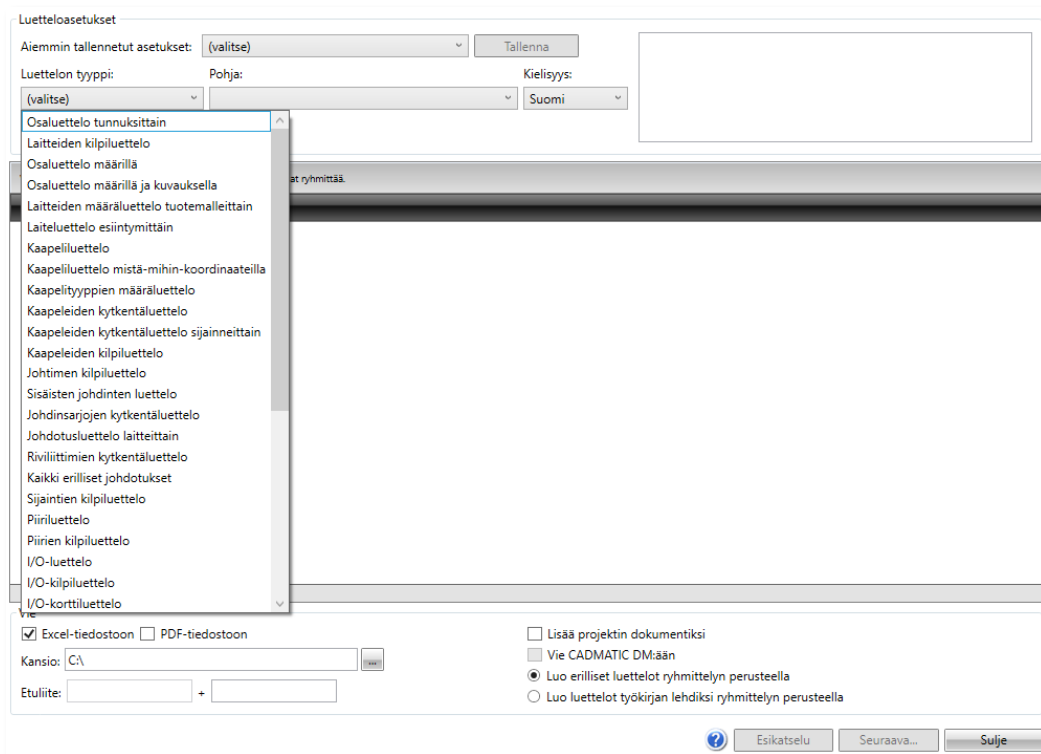 Luetteloasetukset
Aiemmin tallennetut asetukset: (valitse) Tallenna
Luettelon tyyppi: Pohja: Kielisyys:
(valitse) Suomi
Osaluettelo tunnuksittain
Laitteiden kilpiluettelo
Osaluettelo määrillä
Osaluettelo määrillä ja kuvauksella
at ryhmittää.
Laitteiden määräluettelo tuotemalleittain
Laiteluettelo esiintymittäin
Kaapeliluettelo
Kaapeliluettelo mistä-mihin-koordinaateilla
Kaapelityyppien määräluettelo
Kaapeleiden kytkentäluettelo
Kaapeleiden kytkentäluettelo sijainneittain
Kaapeleiden kilpiluettelo
Johtimen kilpiluettelo
Sisäisten johdinten luettelo
Johdinsarjojen kytkentäluettelo
Johdotusluettelo laitteittain
Riviliittimien kytkentäluettelo
Kaikki erilliset johdotukset
Sijaintien kilpiluettelo
Piiriluettelo
Piirien kilpiluettelo
I/O-luettelo
I/O-kilpiluettelo
I/O-korttiluettelo
Vie
Excel-tiedostoon PDF-tiedostoon
Kansio: C:\ ...
Etuliite: +
Lisää projektin dokumentiksi
Vie CADMATIC DM:ään
Luo erilliset luettelot ryhmittelyn perusteella
Luo luettelot työkirjan lehdiksi ryhmittelyn perusteella
? Esikatselu Seuraava... Sulje